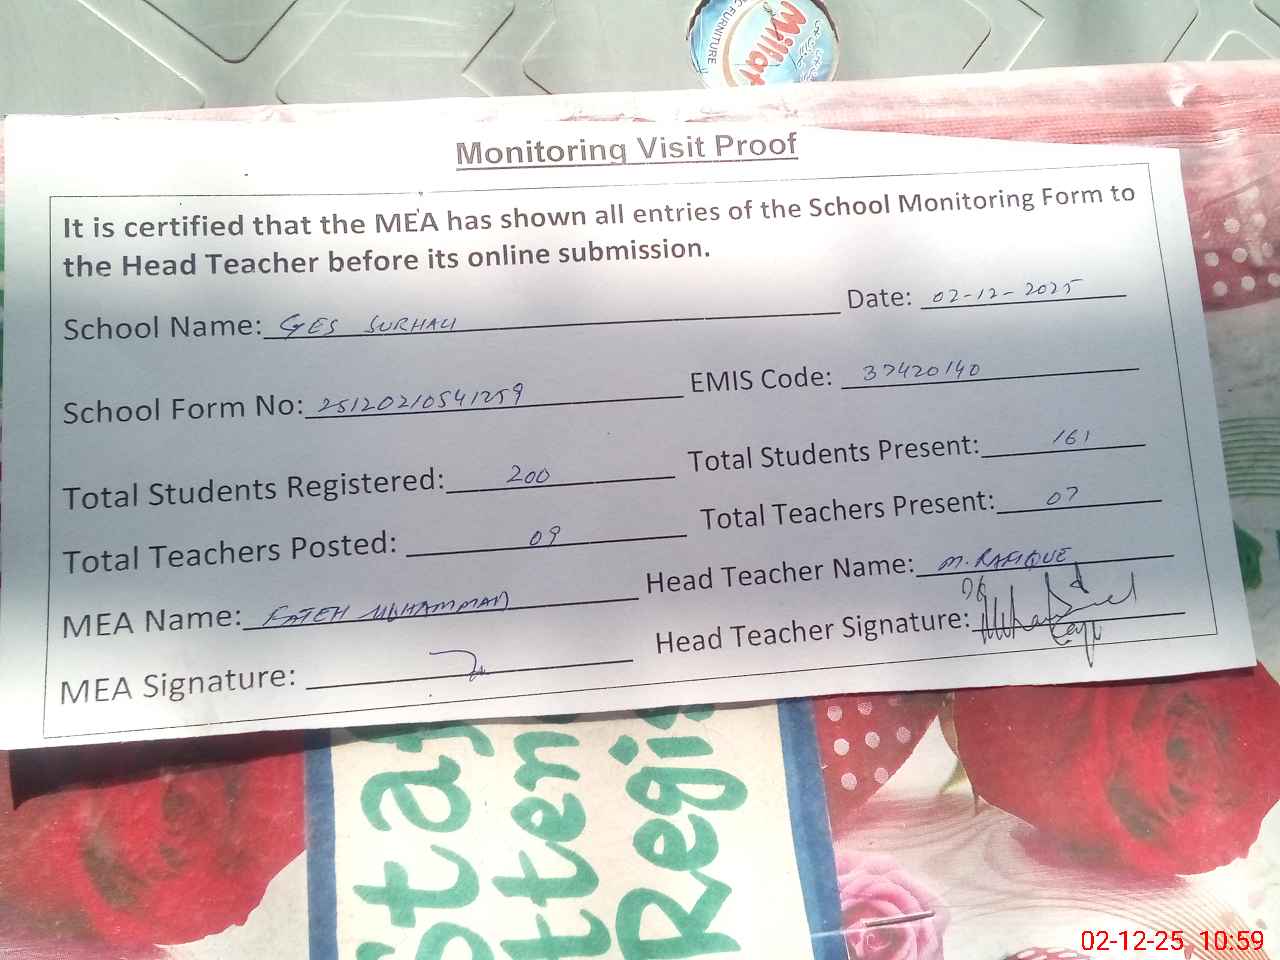 FURNITURE
Millat
Monitoring Visit Proof
It is certified that the MEA has shown all entries of the School Monitoring Form to
the Head Teacher before its online submission.
School Name: GES SURHALI Date: 02-12-2025
School Form No: 25120210541259 EMIS Code: 37420140
Total Students Registered: 200 Total Students Present: 161
Total Teachers Posted: 09 Total Teachers Present: 07
MEA Name: FATEH MUHAMMAD Head Teacher Name: M. RAFIQUE
MEA Signature: Head Teacher Signature:
Regis
02-12-25 10:59